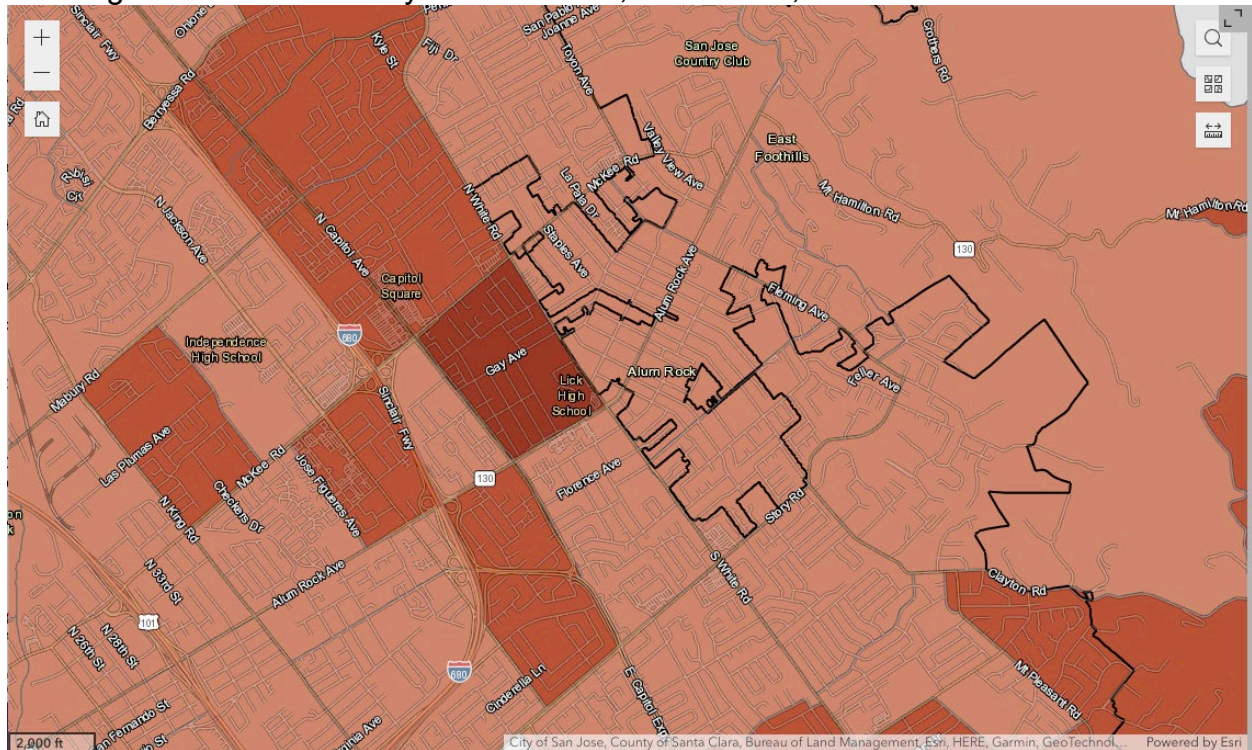 Sinclair Fwy
Kyle St
Fiji Dr
San Pablo
Joanne Ave
Toyon Ave
San Jose
Country Club
Crothers Rd
Berryessa Rd
East
Foothills
Valley View Ave
McKee Rd
La Pala Dr
N White Rd
Mt Hamilton Rd
Mt Hamilton Rd
130
N Jackson Ave
N Capitol Ave
Staples Ave
Capitol
Square
Alum Rock Ave
Fleming Ave
680
Independence
High School
Gay Ave
Lick
High
School
Alum Rock
Feller Ave
Mabury Rd
Sinclair Fwy
Las Plumas Ave
McKee Rd
Jose Figueres Ave
130
Florence Ave
Story Rd
Checkers Dr
N King Rd
S White Rd
N 33rd St
Alum Rock Ave
Clayton Rd
101
N 28th St
N 26th St
680
Cinderella Ln
E Capitol
Mt Pleasant Rd
Fernando St
2,000 ft
City of San Jose, County of Santa Clara, Bureau of Land Management, Esri, HERE, Garmin, GeoTechnol...
Powered by Esri